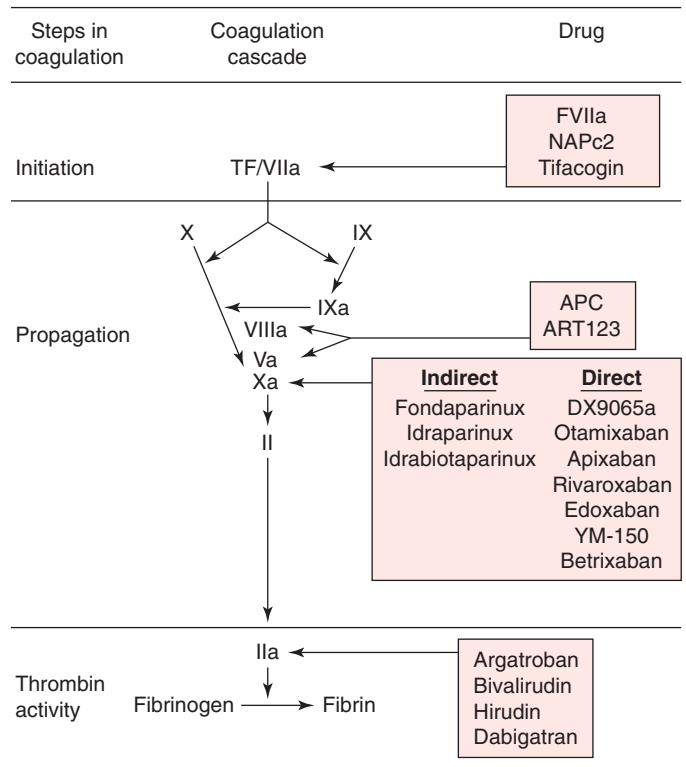 Steps in
coagulation
Coagulation
cascade
Drug
FVIIa
NAPc2
Tifacogin
Initiation
TF/VIIa
X
IX
IXa
APC
ART123
VIIIa
Propagation
Va
Xa
Indirect
Direct
Fondaparinux
DX9065a
Idraparinux
Otamixaban
Idrabiotaparinux
Apixaban
Rivaroxaban
Edoxaban
YM-150
Betrixaban
II
IIa
Argatroban
Bivalirudin
Hirudin
Dabigatran
Thrombin
activity
Fibrinogen
Fibrin